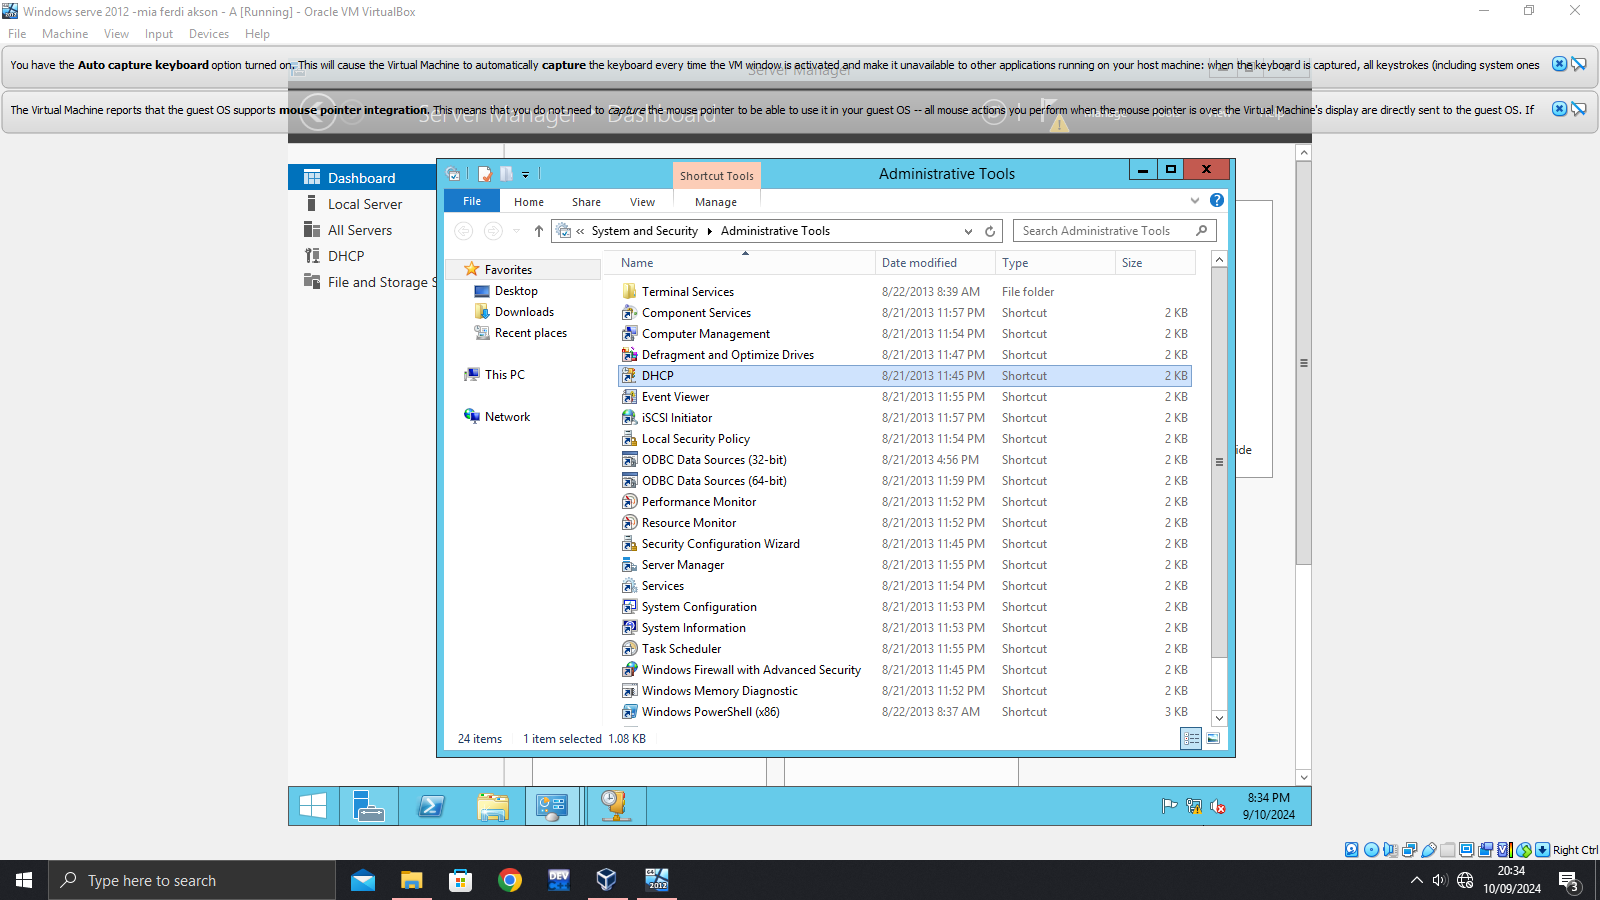 Windows serve 2012 -mia ferdi akson - A [Running] - Oracle VM VirtualBox
File Machine View Input Devices Help
You have the Auto capture keyboard option turned on. This will cause the Virtual Machine to automatically capture the keyboard every time the VM window is activated and make it unavailable to other applications running on your host machine: when the keyboard is captured, all keystrokes (including system ones
Server Manager
The Virtual Machine reports that the guest OS supports mouse pointer integration. This means that you do not need to capture the mouse pointer to be able to use it in your guest OS -- all mouse actions you perform when the mouse pointer is over the Virtual Machine's display are directly sent to the guest OS. If
Server Manager Dashboard
Dashboard
Local Server
All Servers
DHCP
File and Storage S
Shortcut Tools
Administrative Tools
File Home Share View Manage
« System and Security Administrative Tools
Search Administrative Tools
Favorites
Desktop
Downloads
Recent places
This PC
Network
Name Date modified Type Size
Terminal Services 8/22/2013 8:39 AM File folder
Component Services 8/21/2013 11:57 PM Shortcut 2 KB
Computer Management 8/21/2013 11:54 PM Shortcut 2 KB
Defragment and Optimize Drives 8/21/2013 11:47 PM Shortcut 2 KB
DHCP 8/21/2013 11:45 PM Shortcut 2 KB
Event Viewer 8/21/2013 11:55 PM Shortcut 2 KB
iSCSI Initiator 8/21/2013 11:57 PM Shortcut 2 KB
Local Security Policy 8/21/2013 11:54 PM Shortcut 2 KB
ODBC Data Sources (32-bit) 8/21/2013 4:56 PM Shortcut 2 KB
ODBC Data Sources (64-bit) 8/21/2013 11:59 PM Shortcut 2 KB
Performance Monitor 8/21/2013 11:52 PM Shortcut 2 KB
Resource Monitor 8/21/2013 11:52 PM Shortcut 2 KB
Security Configuration Wizard 8/21/2013 11:45 PM Shortcut 2 KB
Server Manager 8/21/2013 11:55 PM Shortcut 2 KB
Services 8/21/2013 11:54 PM Shortcut 2 KB
System Configuration 8/21/2013 11:53 PM Shortcut 2 KB
System Information 8/21/2013 11:53 PM Shortcut 2 KB
Task Scheduler 8/21/2013 11:55 PM Shortcut 2 KB
Windows Firewall with Advanced Security 8/21/2013 11:45 PM Shortcut 2 KB
Windows Memory Diagnostic 8/21/2013 11:52 PM Shortcut 2 KB
Windows PowerShell (x86) 8/22/2013 8:37 AM Shortcut 3 KB
24 items 1 item selected 1.08 KB
ide
8:34 PM
9/10/2024
Right Ctrl
Type here to search
DEV
2012
20:34
10/09/2024
3